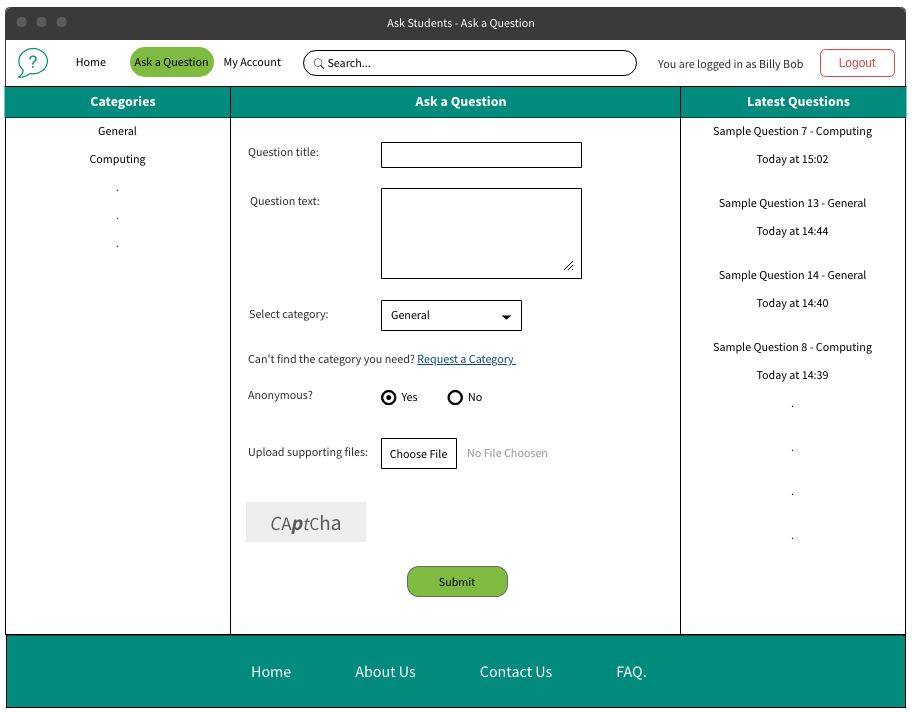 Ask Students - Ask a Question
?
Home
Ask a Question
My Account
Search...
You are logged in as Billy Bob
Logout
Categories
General
Computing
.
.
.
Ask a Question
Question title:
Question text:
Select category:
General
Can't find the category you need? Request a Category
Anonymous?
Yes
No
Upload supporting files:
Choose File
No File Choosen
CAptCha
Submit
Latest Questions
Sample Question 7 - Computing
Today at 15:02
Sample Question 13 - General
Today at 14:44
Sample Question 14 - General
Today at 14:40
Sample Question 8 - Computing
Today at 14:39
.
.
.
.
Home
About Us
Contact Us
FAQ.